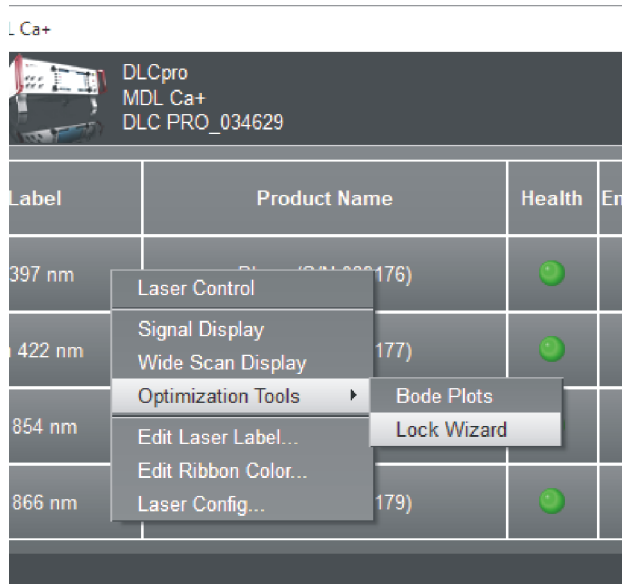 Ca+
DLCpro
MDL Ca+
DLC PRO_034629
Label
Product Name
Health
397 nm
176)
422 nm
177)
854 nm
866 nm
179)
Laser Control
Signal Display
Wide Scan Display
Optimization Tools
Edit Laser Label...
Edit Ribbon Color...
Laser Config...
Bode Plots
Lock Wizard